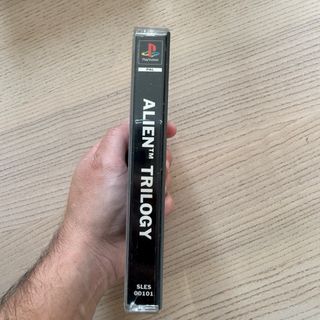 PlayStation
PAL
ALIEN™ TRILOGY
SLES
00101